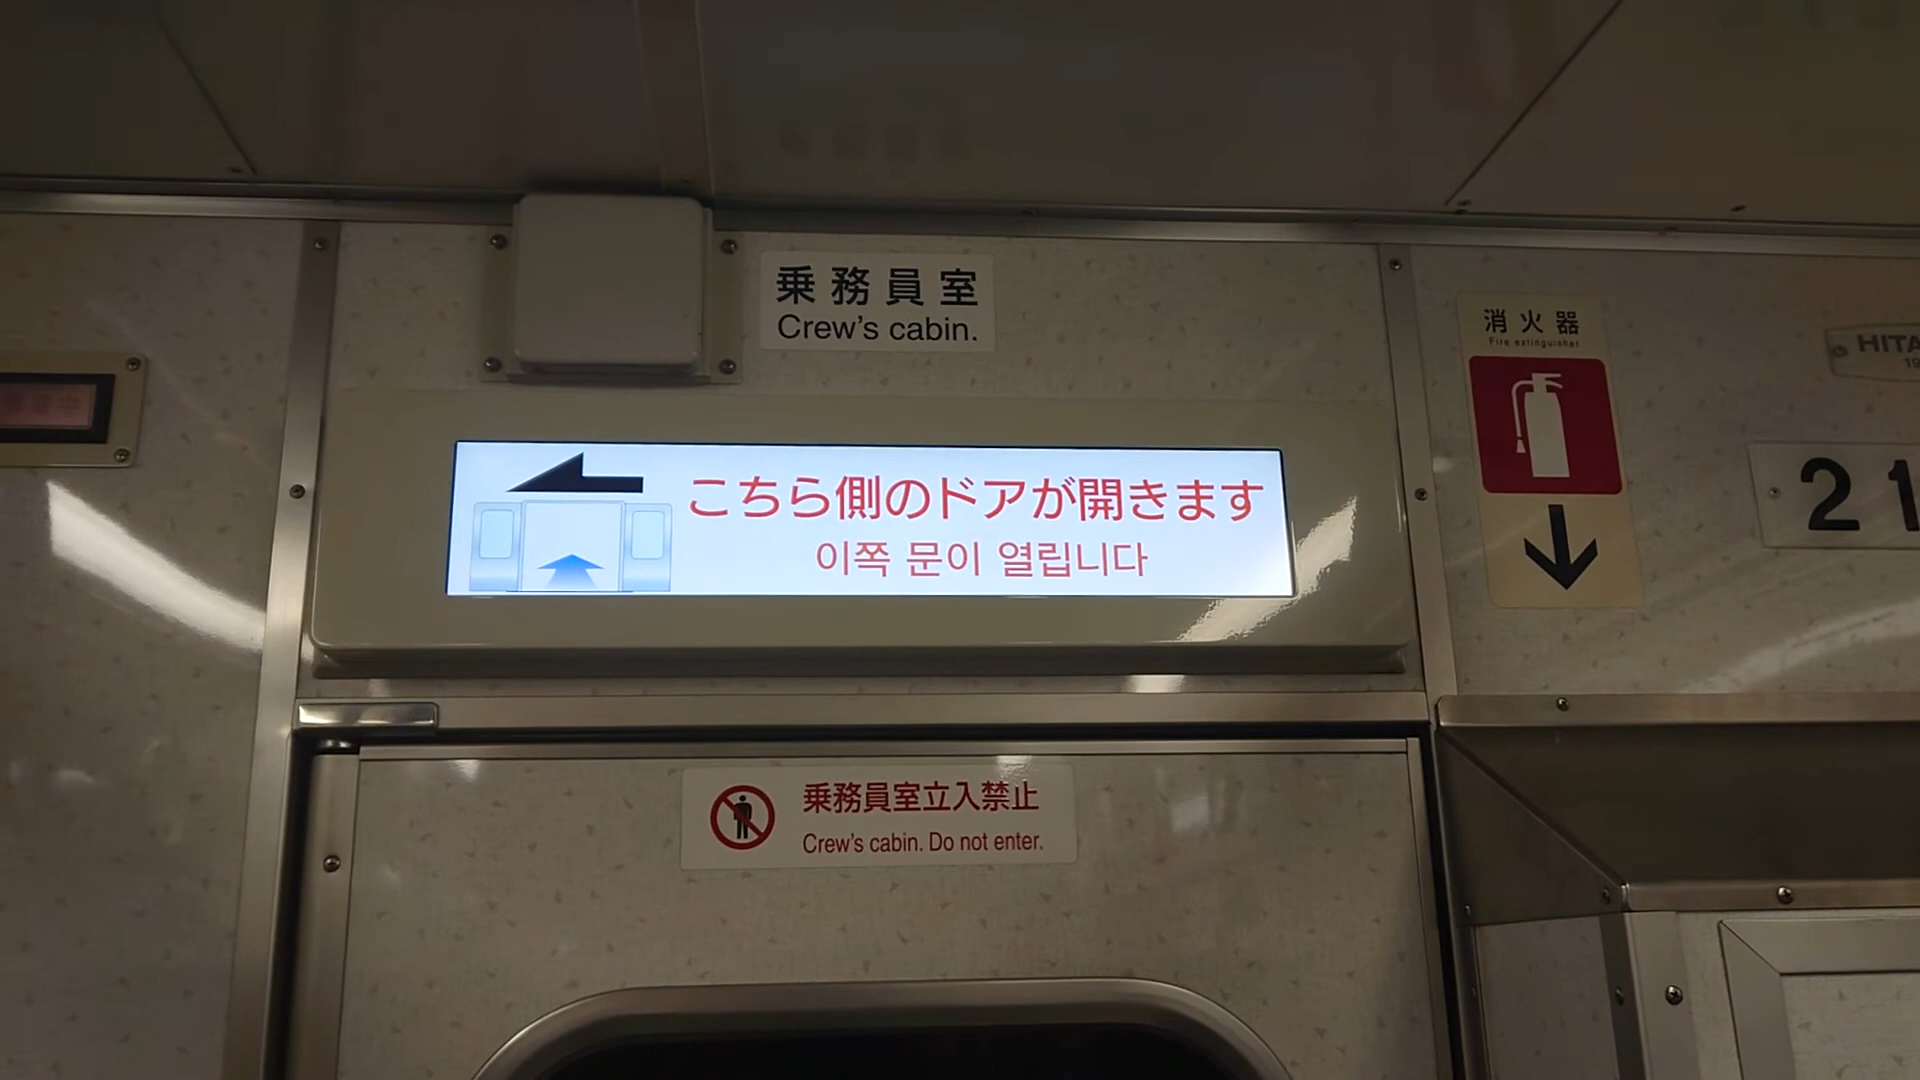 乗務員室
Crew's cabin.
消火器
Fire extinguisher
こちら側のドアが開きます
이쪽 문이 열립니다
乗務員室立入禁止
Crew's cabin. Do not enter.